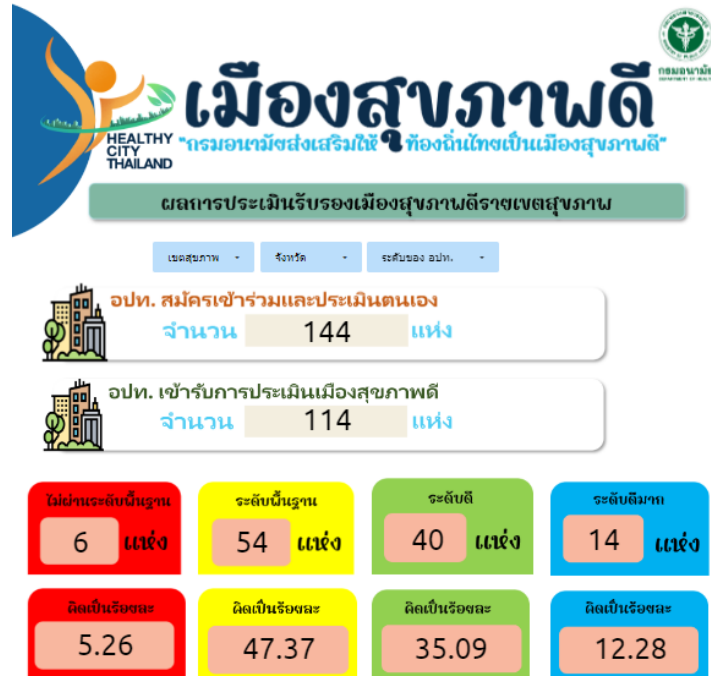 กรมอนามัย
เมืองสุขภาพดี
HEALTHY
CITY
THAILAND
"กรมอนามัยส่งเสริมให้ ท้องถิ่นไทยเป็นเมืองสุขภาพดี"
ผลการประเมินรับรองเมืองสุขภาพดีรายเขตสุขภาพ
เขตสุขภาพ จังหวัด ระดับของ อปท.
อปท. สมัครเข้าร่วมและประเมินตนเอง
จำนวน 144 แห่ง
อปท. เข้ารับการประเมินเมืองสุขภาพดี
จำนวน 114 แห่ง
ไม่ผ่านระดับพื้นฐาน ระดับพื้นฐาน ระดับดี ระดับดีมาก
6 แห่ง 54 แห่ง 40 แห่ง 14 แห่ง
คิดเป็นร้อยละ คิดเป็นร้อยละ คิดเป็นร้อยละ คิดเป็นร้อยละ
5.26 47.37 35.09 12.28